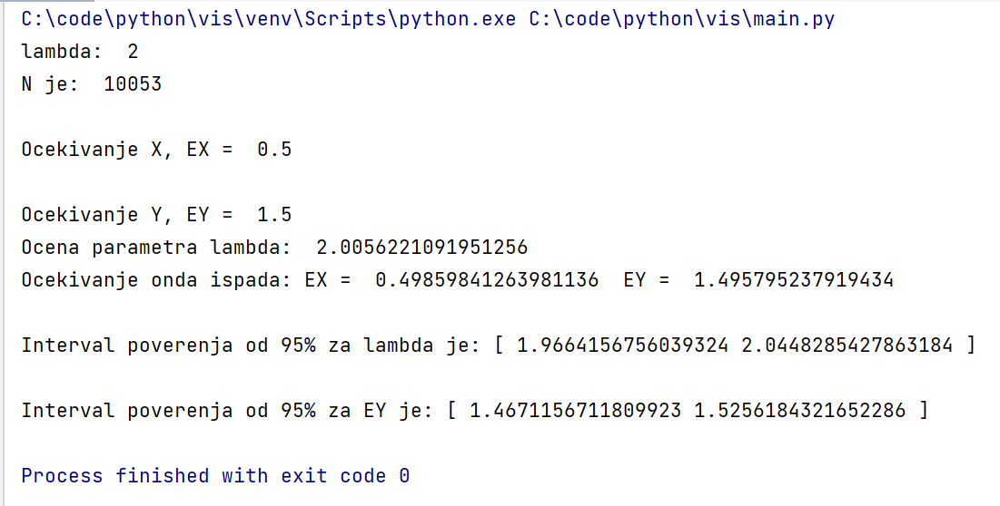 C:\code\python\vis\venv\Scripts\python.exe C:\code\python\vis\main.py
lambda:  2
N je:  10053
Ocekivanje X, EX =  0.5
Ocekivanje Y, EY =  1.5
Ocena parametra lambda:  2.0056221091951256
Ocekivanje onda ispada: EX =  0.49859841263981136  EY =  1.495795237919434
Interval poverenja od 95% za lambda je: [ 1.9664156756039324 2.0448285427863184 ]
Interval poverenja od 95% za EY je: [ 1.4671156711809923 1.5256184321652286 ]
Process finished with exit code 0